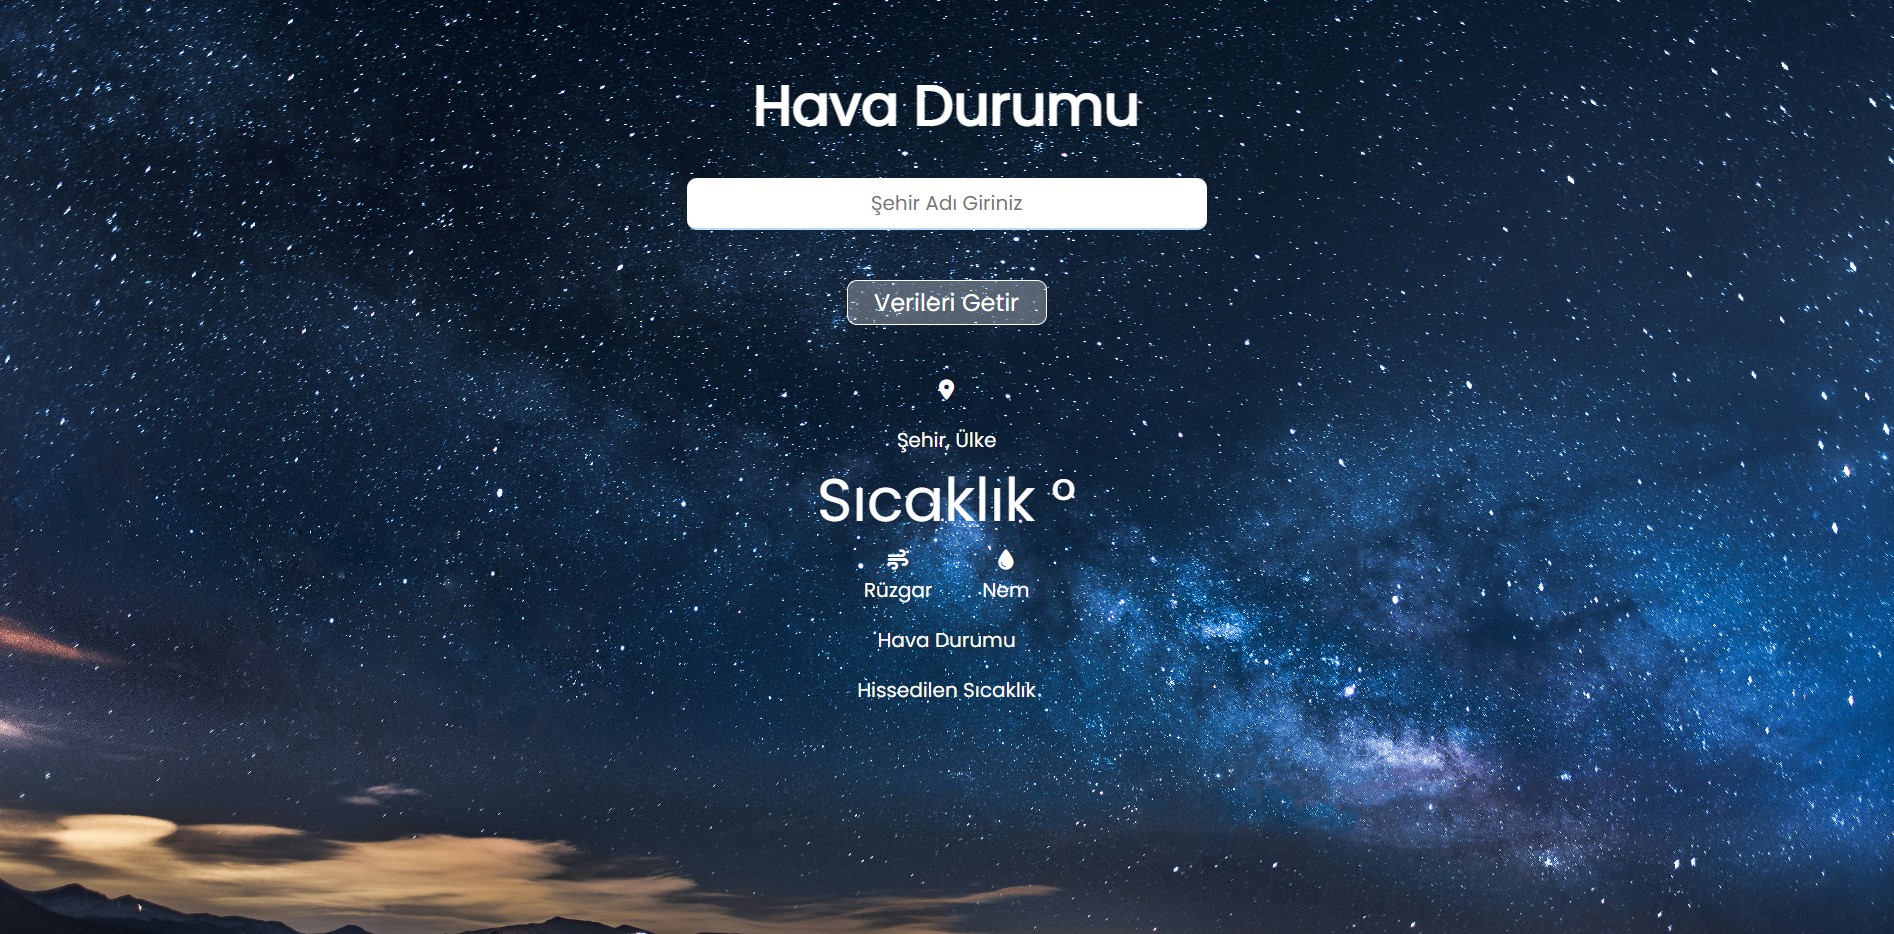 Hava Durumu
Şehir Adı Giriniz
Verileri Getir
Şehir, Ülke
Sıcaklık °
Rüzgar Nem
Hava Durumu
Hissedilen Sıcaklık